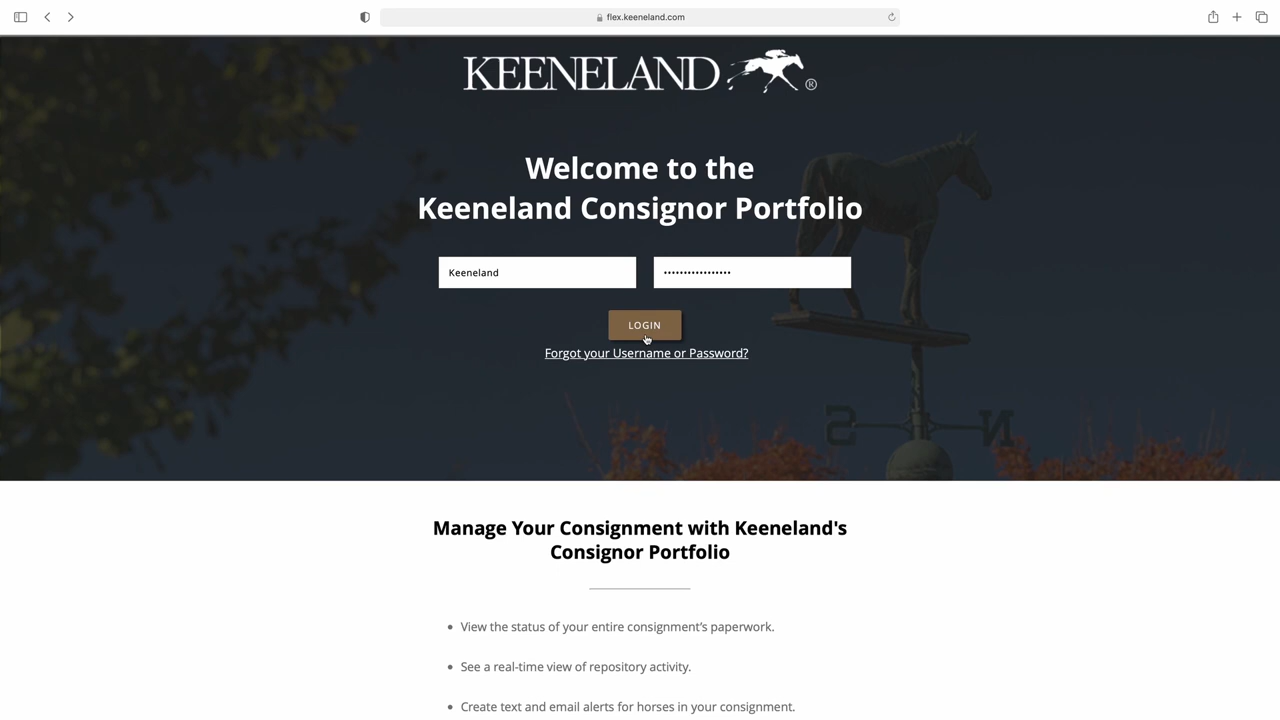 flex.keeneland.com
KEENELAND ®
Welcome to the
Keeneland Consignor Portfolio
Keeneland
•••••••••••••••••
LOGIN
Forgot your Username or Password?
S N
Manage Your Consignment with Keeneland's
Consignor Portfolio
• View the status of your entire consignment’s paperwork.
• See a real-time view of repository activity.
• Create text and email alerts for horses in your consignment.